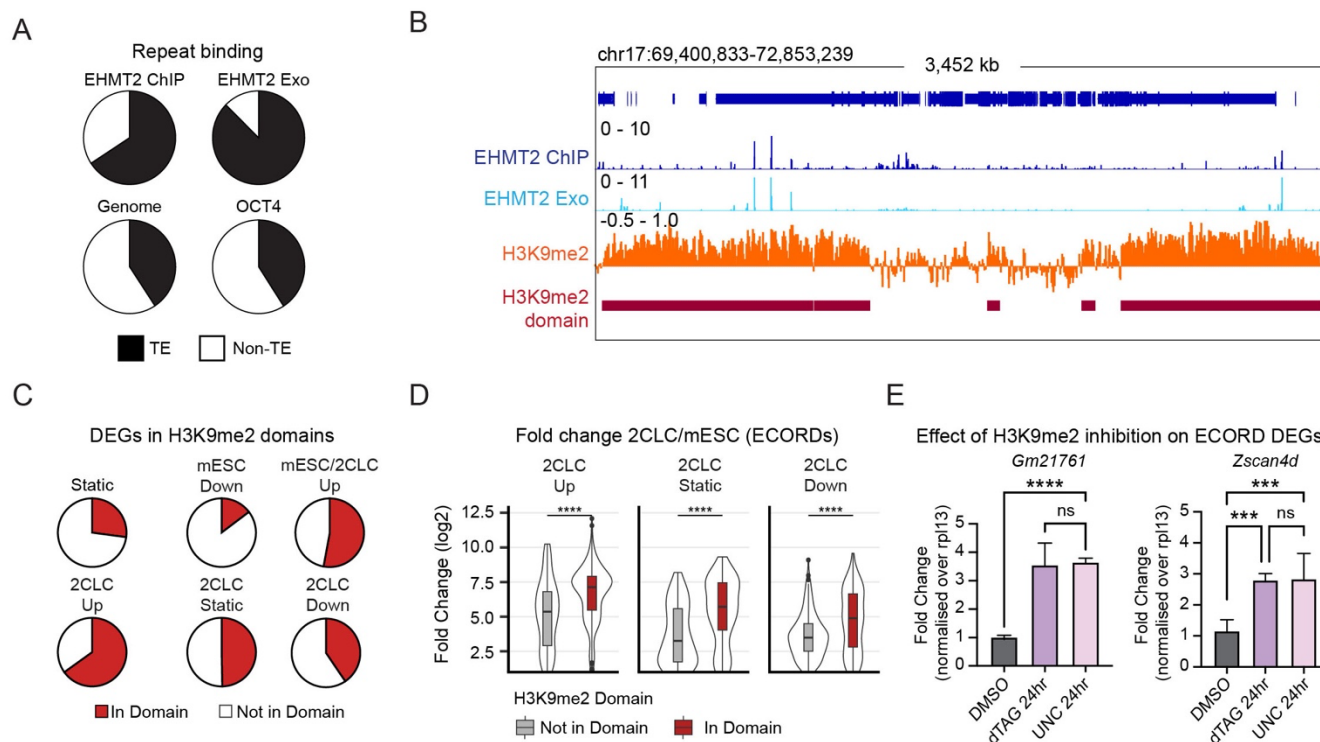 A
Repeat binding
EHMT2 ChIP
EHMT2 Exo
Genome
OCT4
TE
Non-TE
B
chr17:69,400,833-72,853,239
3,452 kb
0 - 10
EHMT2 ChIP
0 - 11
EHMT2 Exo
-0.5 - 1.0
H3K9me2
H3K9me2
domain
C
DEGs in H3K9me2 domains
Static
mESC
Down
mESC/2CLC
Up
2CLC
Up
2CLC
Static
2CLC
Down
In Domain
Not in Domain
D
Fold change 2CLC/mESC (ECORDs)
2CLC
Up
2CLC
Static
2CLC
Down
Fold Change (log2)
12.5
10.0
7.5
5.0
2.5
****
****
****
H3K9me2 Domain
Not in Domain
In Domain
E
Effect of H3K9me2 inhibition on ECORD DEGs
Gm21761
****
ns
Fold Change
(normalised over rpl13)
5
4
3
2
1
0
DMSO
dTAG 24hr
UNC 24hr
Zscan4d
***
***
ns
Fold Change
(normalised over rpl13)
5
4
3
2
1
0
DMSO
dTAG 24hr
UNC 24hr